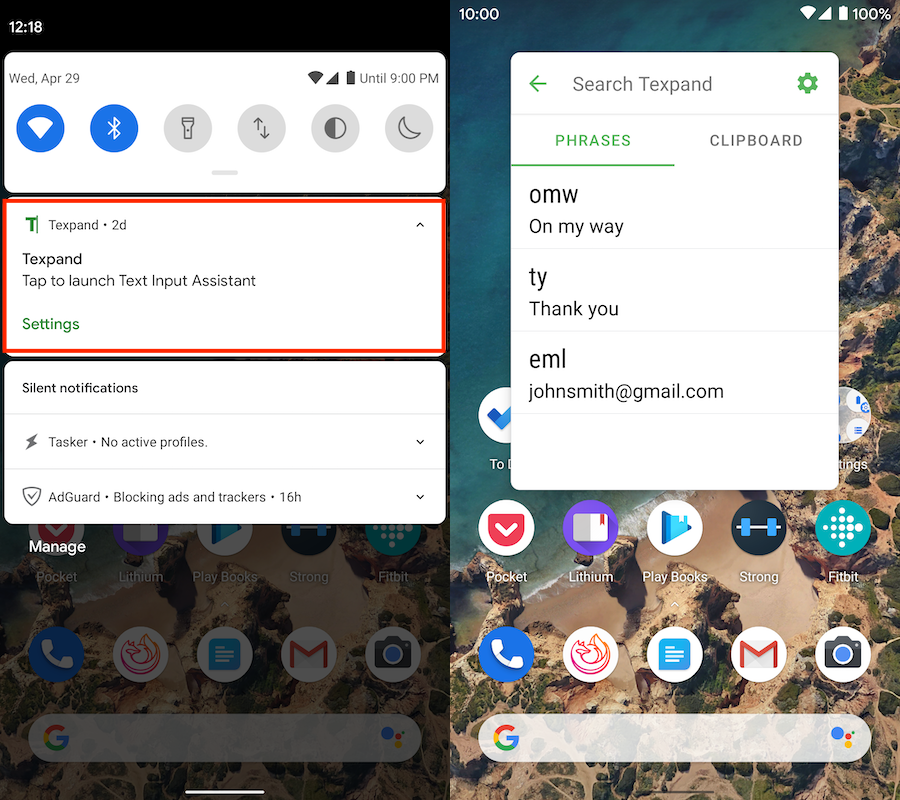 12:18
Wed, Apr 29
Until 9:00 PM
Texpand • 2d
Texpand
Tap to launch Text Input Assistant
Settings
Silent notifications
Tasker • No active profiles.
AdGuard • Blocking ads and trackers • 16h
Manage
Pocket
Lithium
Play Books
Strong
Fitbit
10:00
100%
Search Texpand
PHRASES
CLIPBOARD
omw
On my way
ty
Thank you
eml
johnsmith@gmail.com
To D
tings
Pocket
Lithium
Play Books
Strong
Fitbit